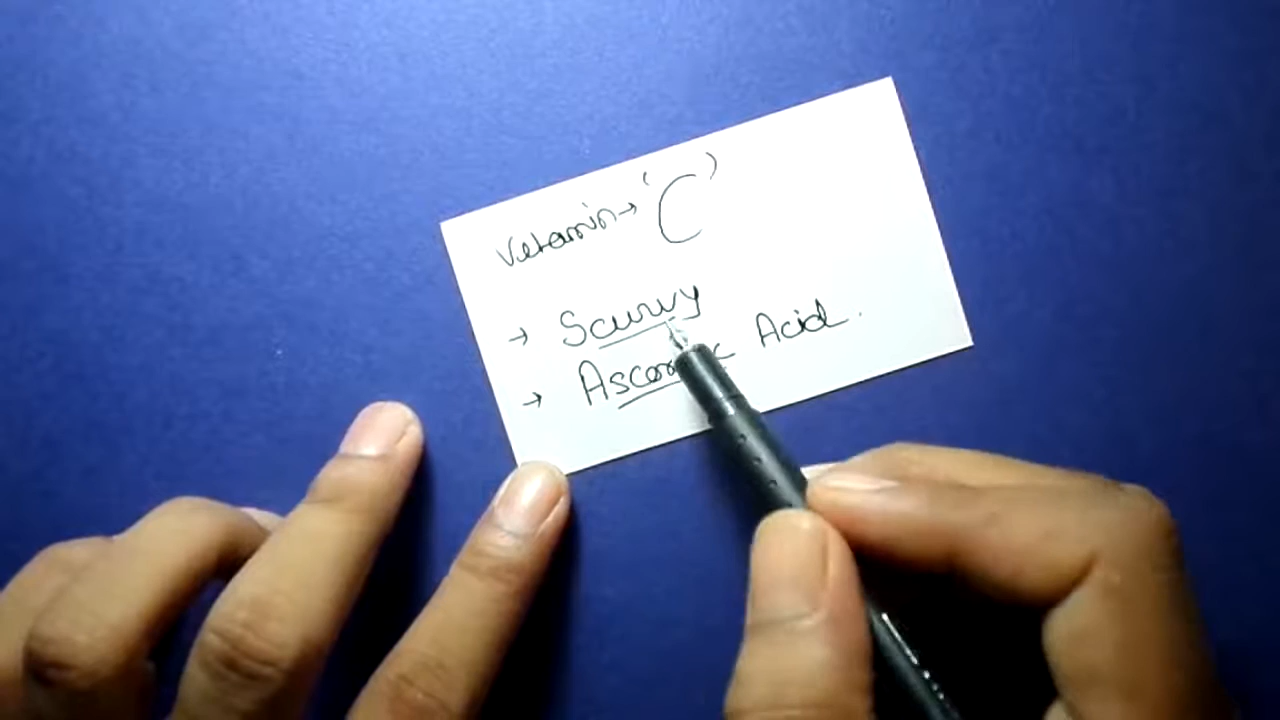 Vitamin → (C)
→ Scurvy
→ Acid.